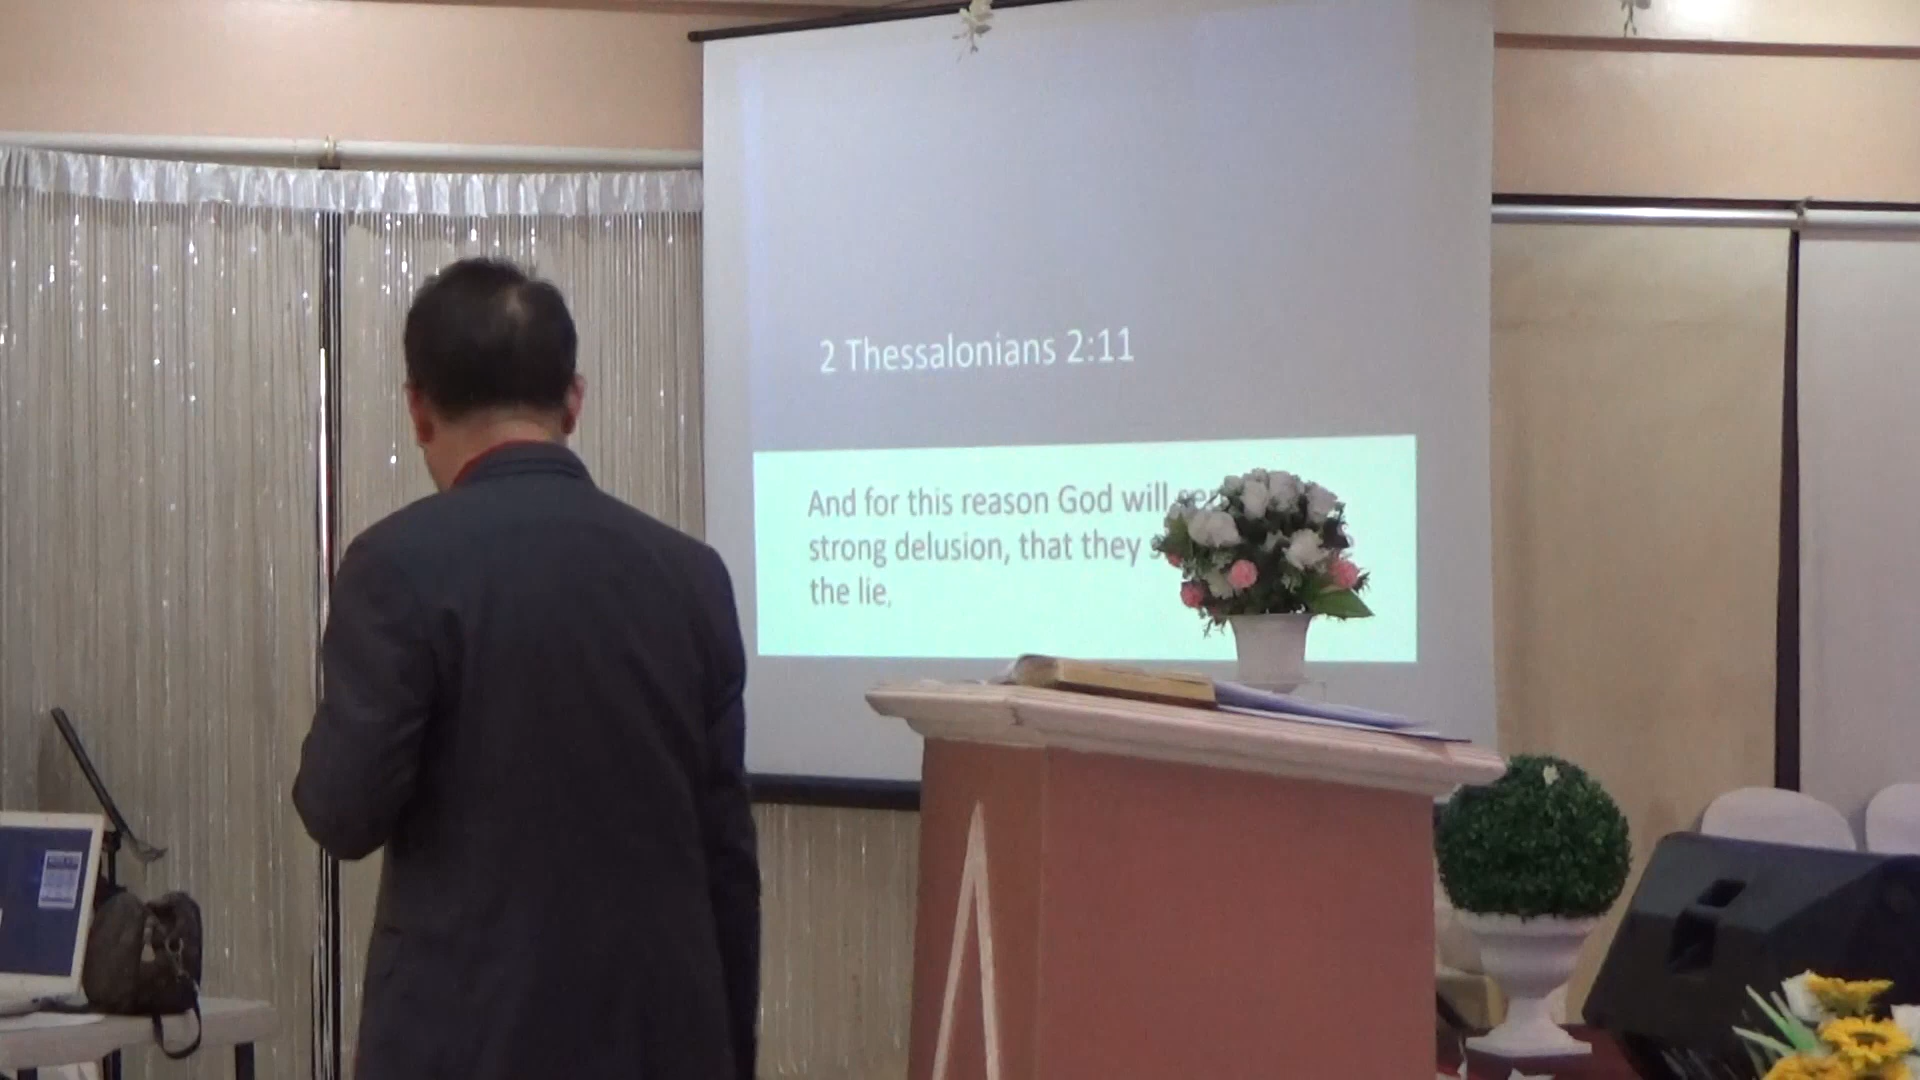 2 Thessalonians 2:11
And for this reason God will
strong delusion, that they
the lie,